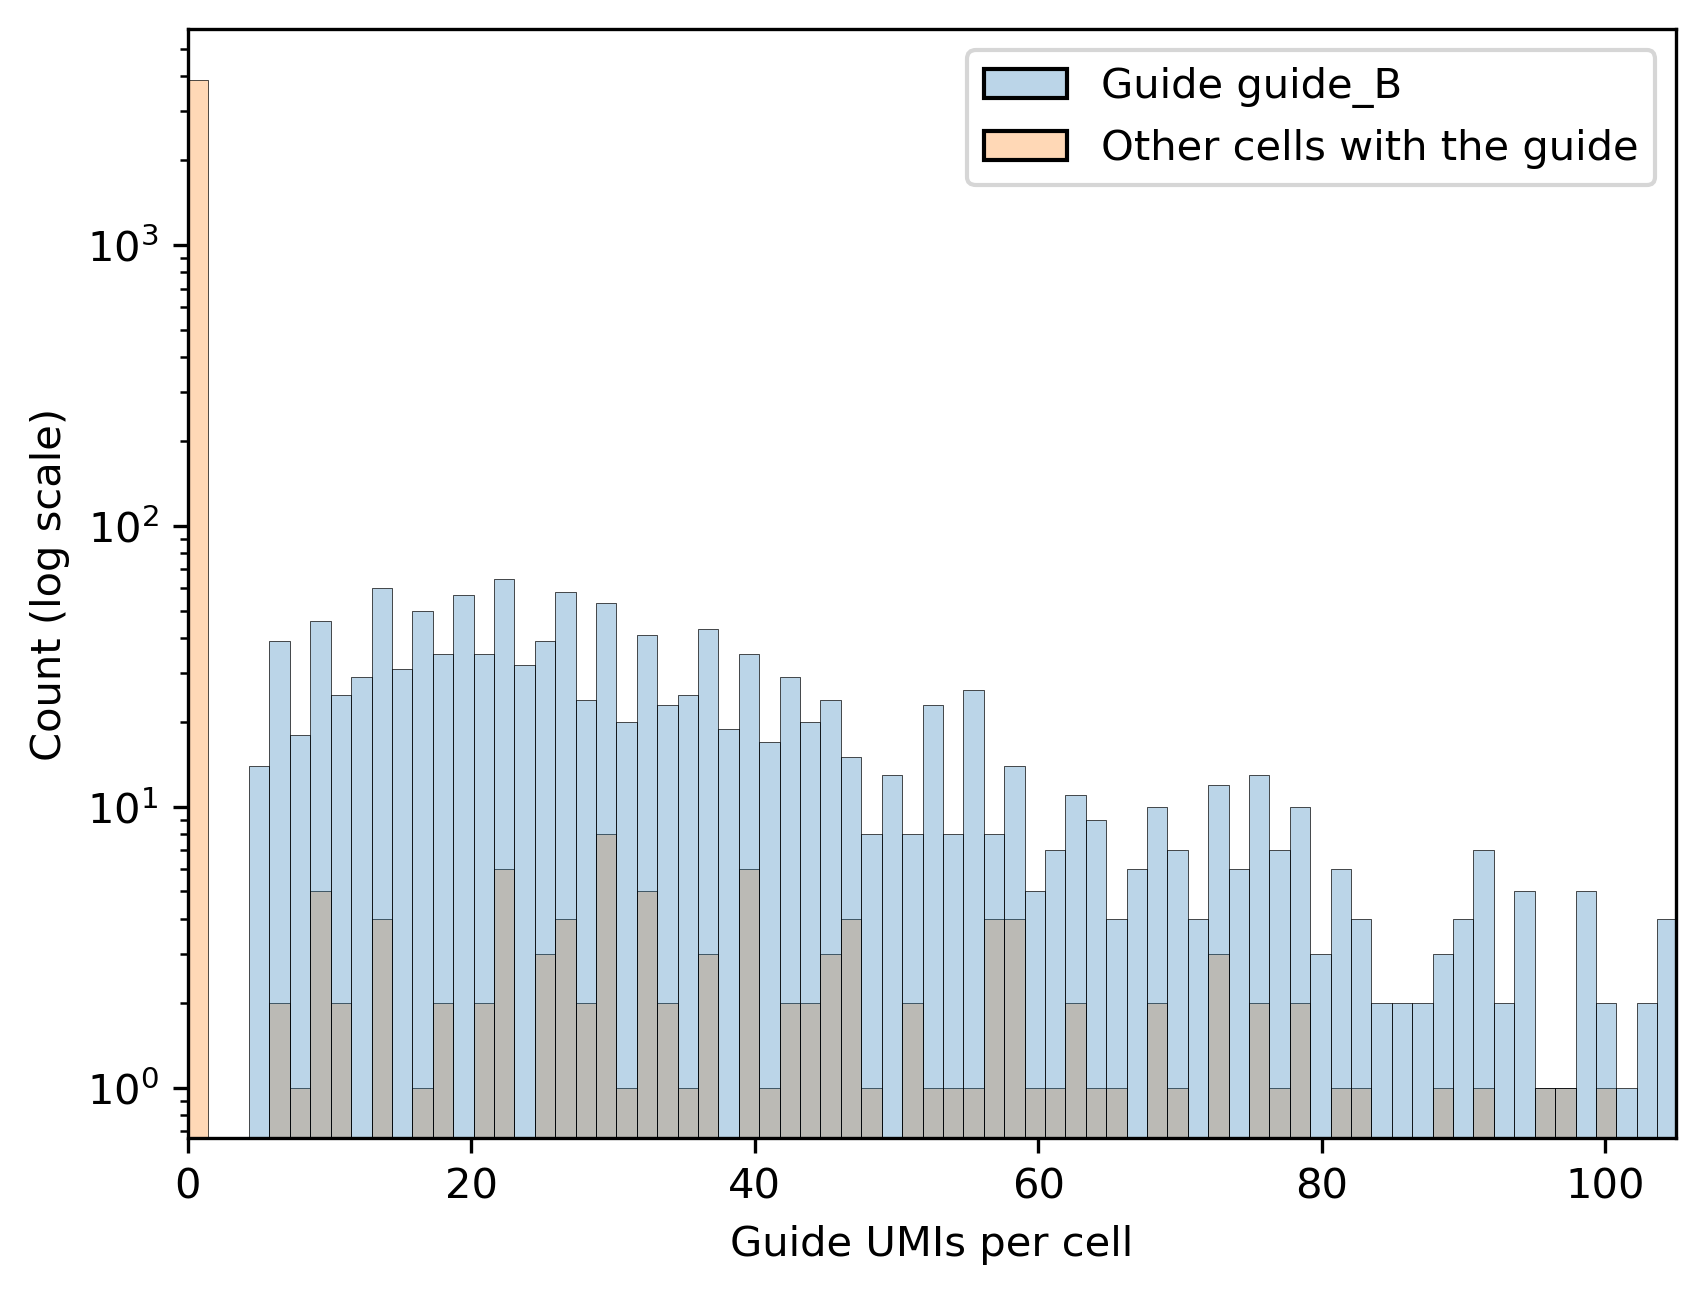 Guide guide_B
Other cells with the guide
10³
10²
10¹
10⁰
Count (log scale)
0 20 40 60 80 100
Guide UMIs per cell